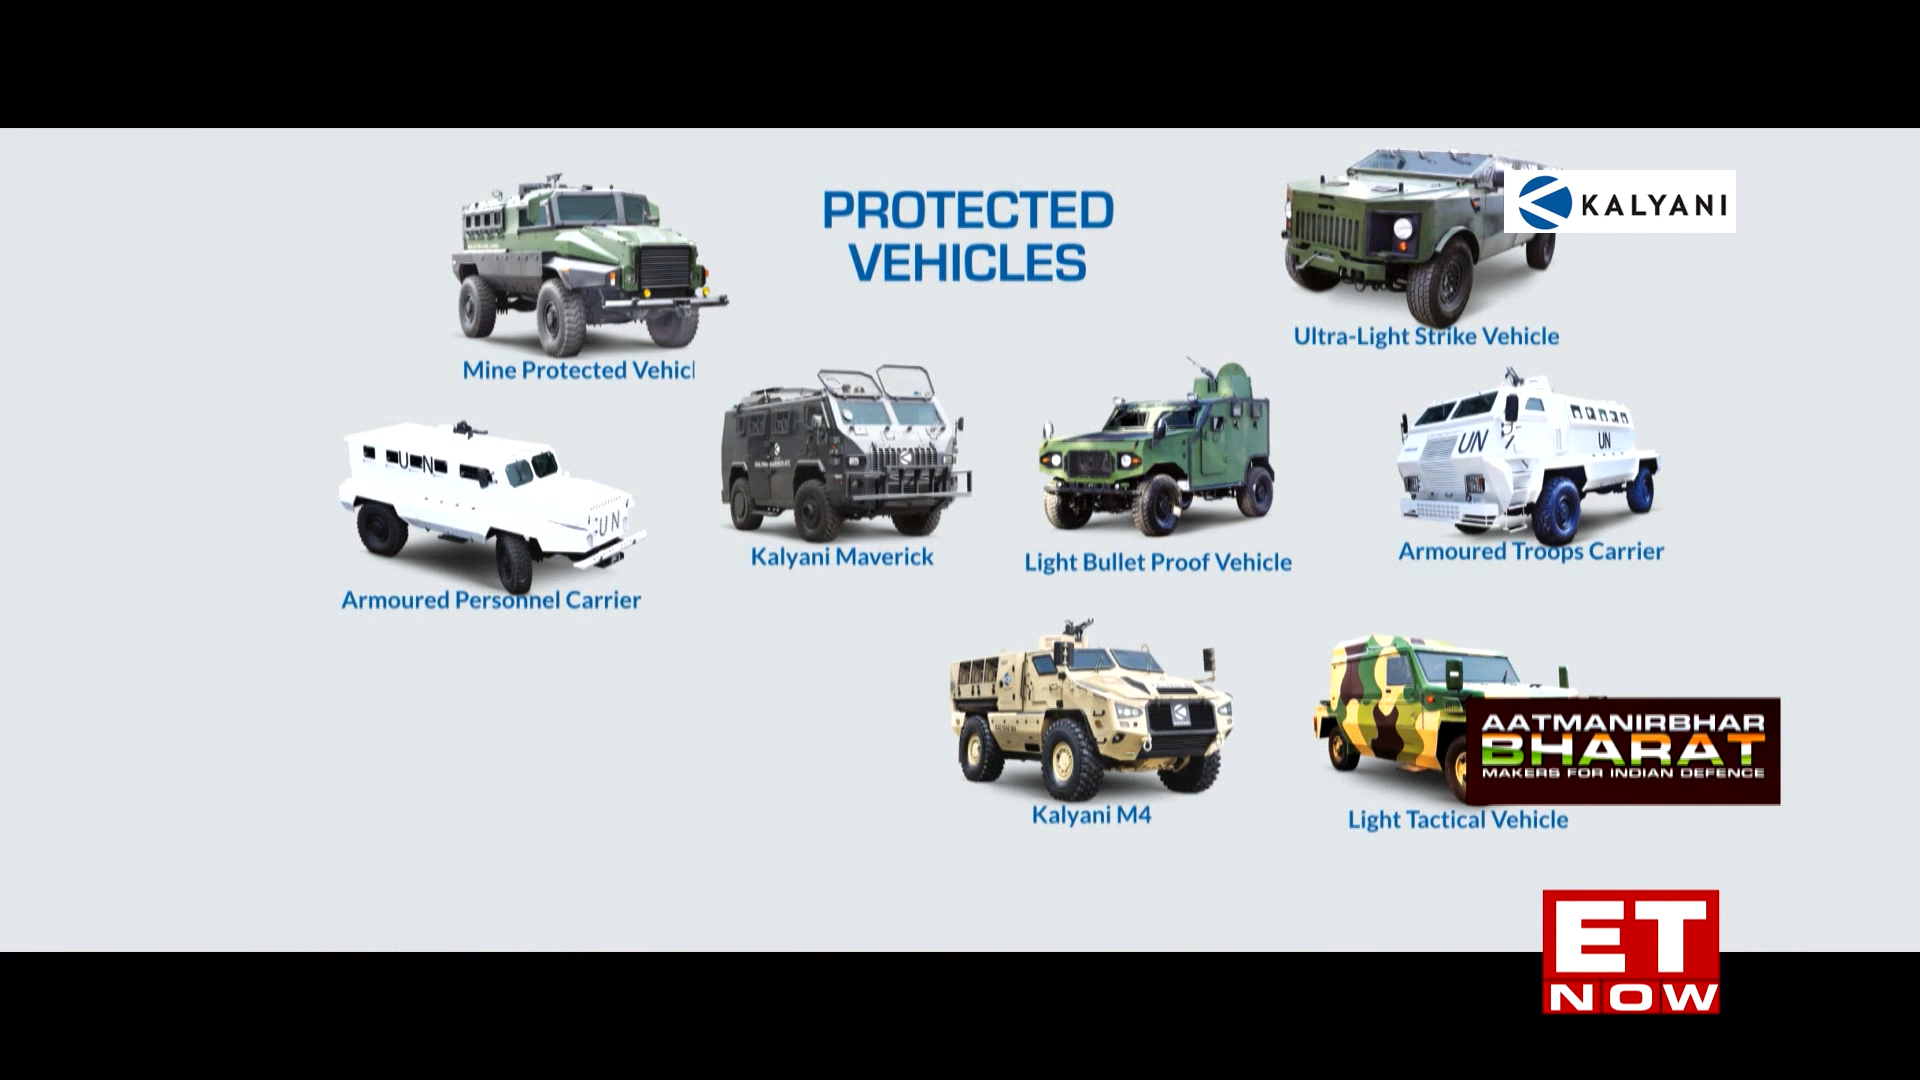 PROTECTED
VEHICLES
KALYANI
Mine Protected Vehicl
Ultra-Light Strike Vehicle
UN
UN
Armoured Personnel Carrier
Kalyani Maverick
Light Bullet Proof Vehicle
UN
UN
Armoured Troops Carrier
Kalyani M4
Light Tactical Vehicle
AATMANIRBHAR
BHARAT
MAKERS FOR INDIAN DEFENCE
ET
NOW